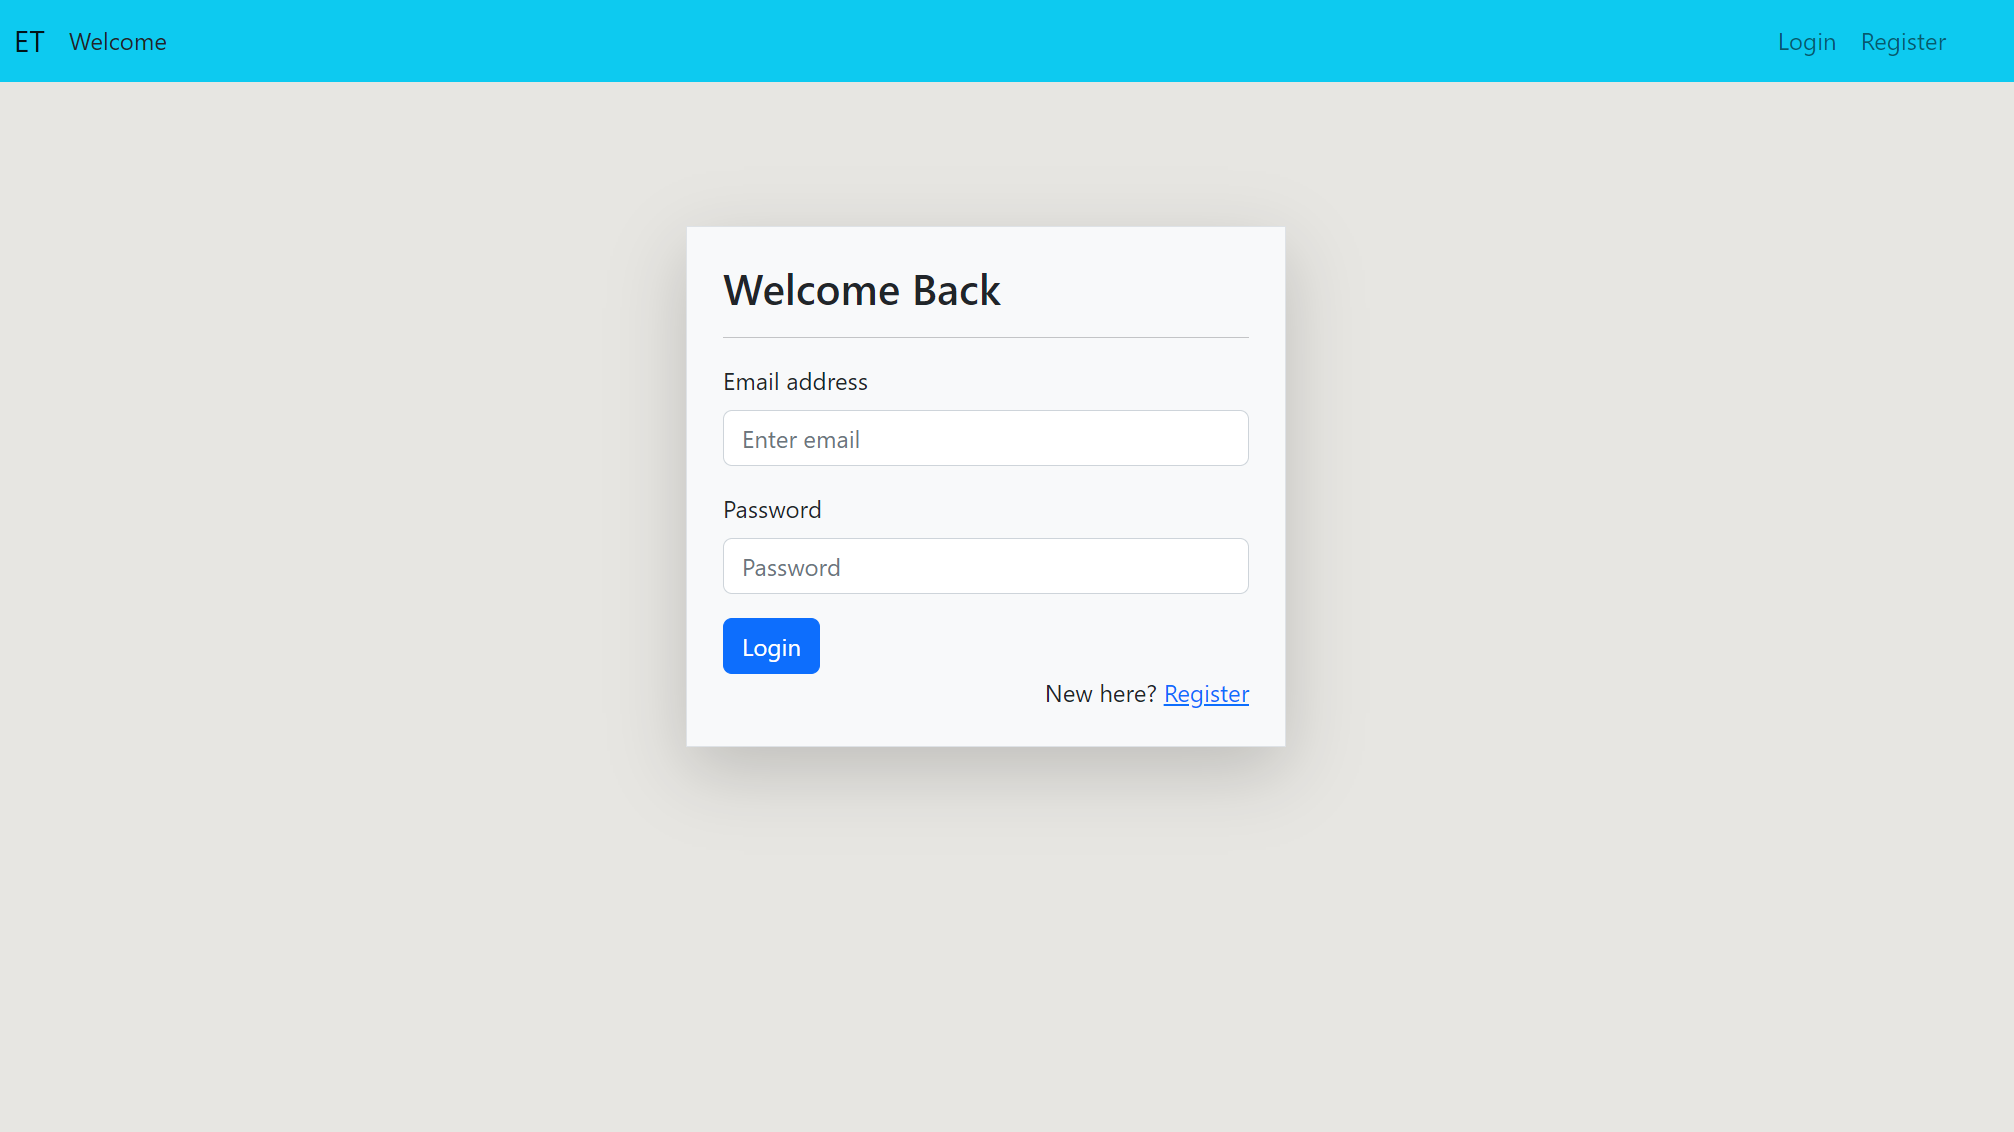 ET Welcome Login Register
Welcome Back
Email address
Enter email
Password
Password
Login
New here? Register